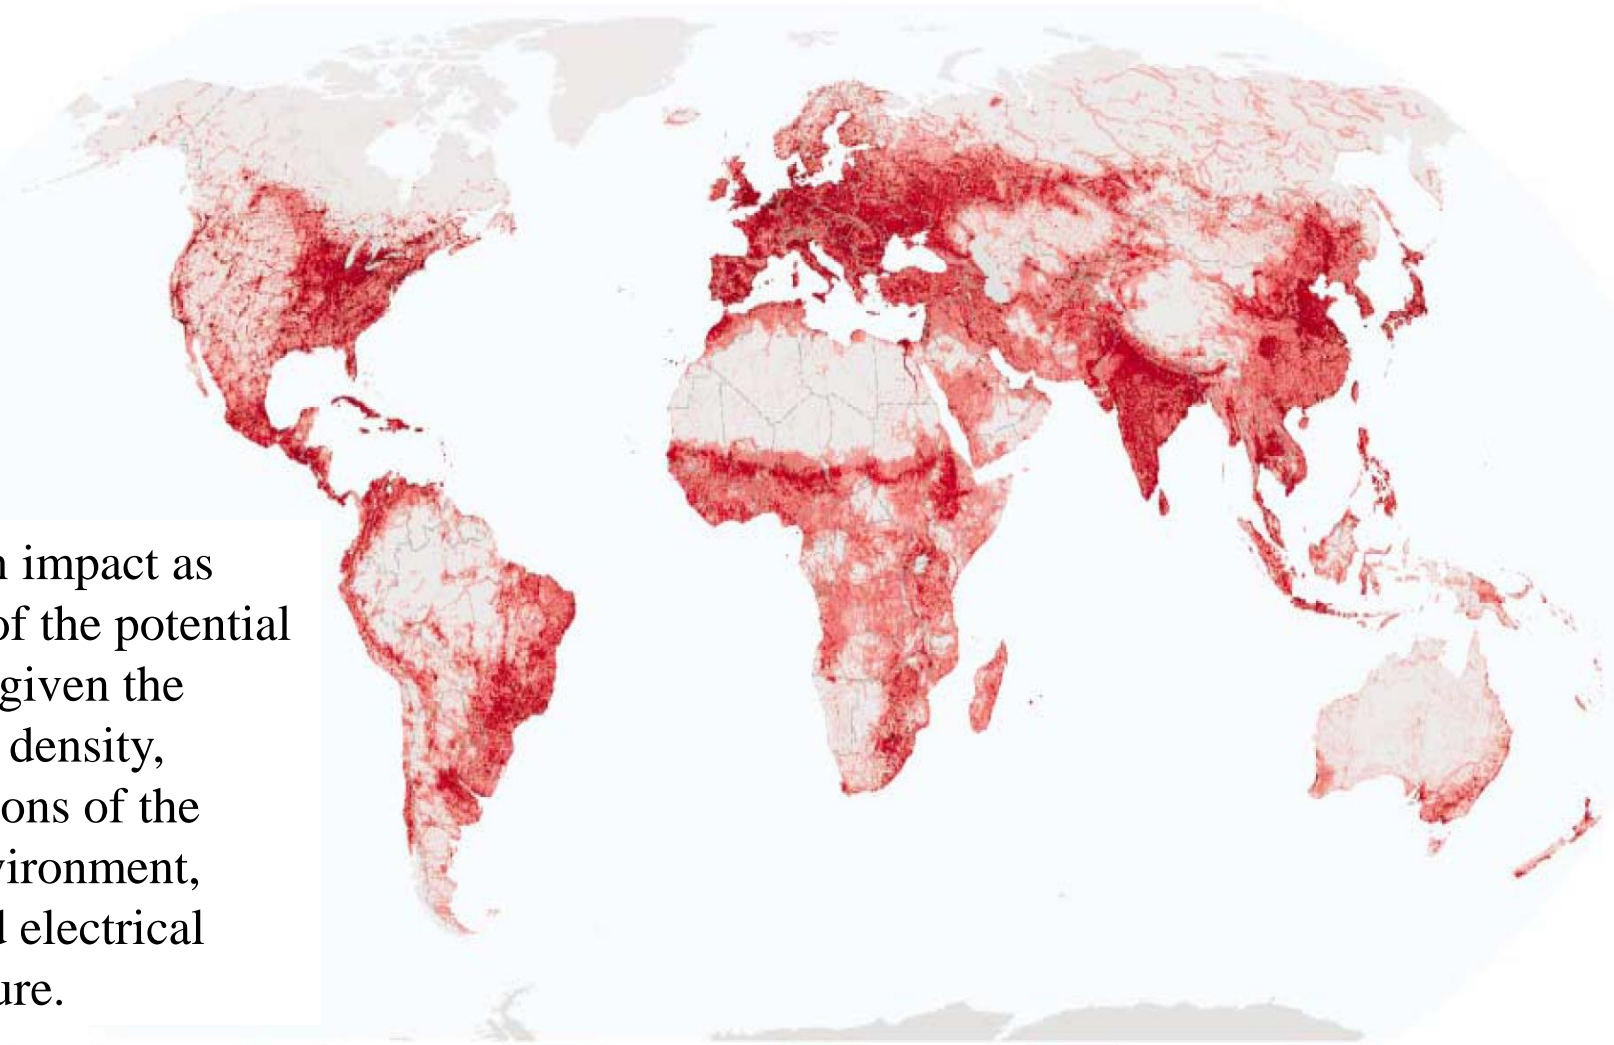 impact as
of the potential
given the
density,
ons of the
vironment,
electrical
ure.